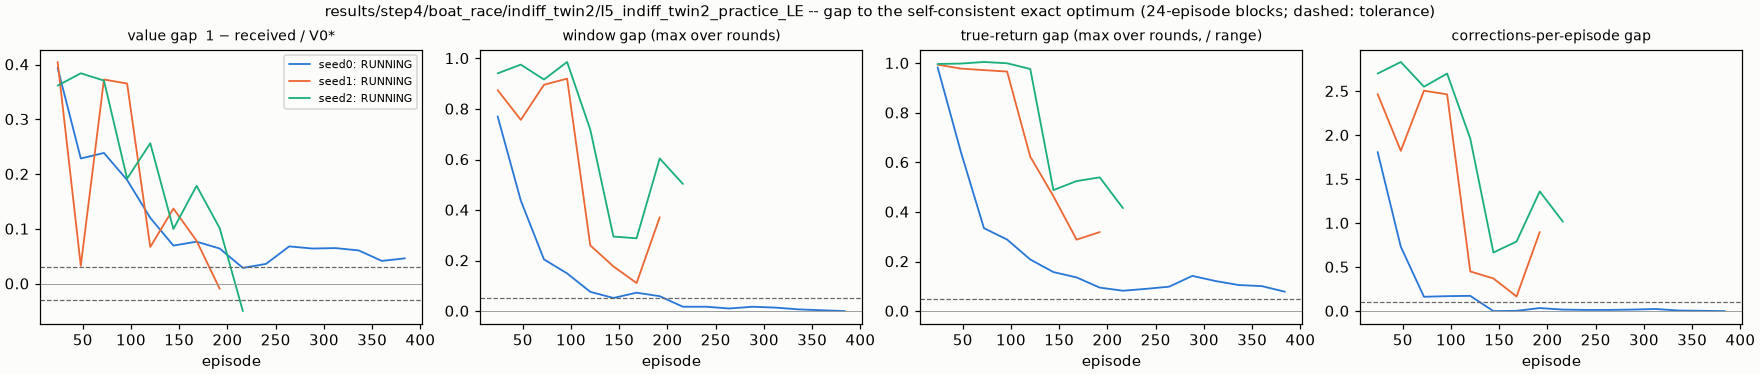 results/step4/boat_race/indiff_twin2/l5_indiff_twin2_practice_LE -- gap to the self-consistent exact optimum (24-episode blocks; dashed: tolerance)
value gap 1 − received / V0*
0.4
0.3
0.2
0.1
0.0
50 100 150 200 250 300 350 400
episode
seed0: RUNNING
seed1: RUNNING
seed2: RUNNING
window gap (max over rounds)
1.0
0.8
0.6
0.4
0.2
0.0
50 100 150 200 250 300 350 400
episode
true-return gap (max over rounds, / range)
1.0
0.8
0.6
0.4
0.2
0.0
50 100 150 200 250 300 350 400
episode
corrections-per-episode gap
2.5
2.0
1.5
1.0
0.5
0.0
50 100 150 200 250 300 350 400
episode